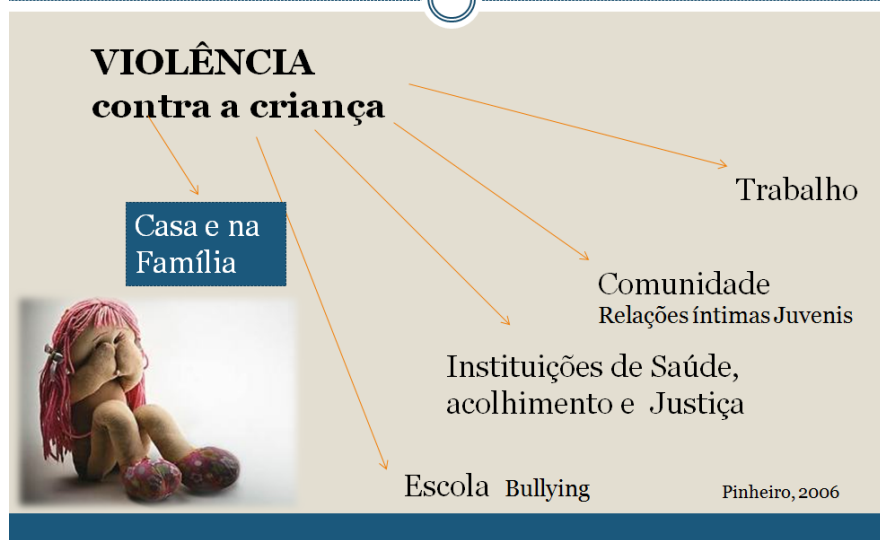 VIOLÊNCIA
contra a criança
Trabalho
Casa e na
Família
Comunidade
Relações íntimas Juvenis
Instituições de Saúde,
acolhimento e Justiça
Escola Bullying
Pinheiro, 2006